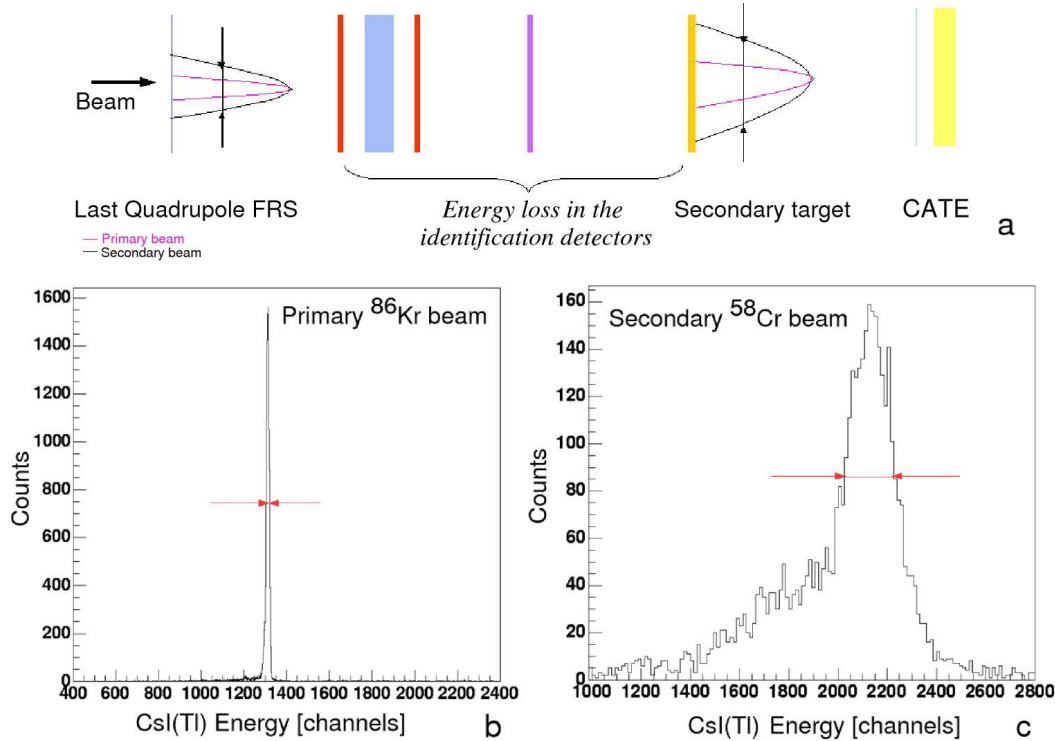 Beam
Last Quadrupole FRS
Energy loss in the
identification detectors
Secondary target
CATE
a
Primary beam
Secondary beam
1600
1400
1200
1000
800
600
400
200
0
Counts
Primary ⁸⁶Kr beam
400 600 800 1000 1200 1400 1600 1800 2000 2200 2400
CsI(Tl) Energy [channels]
b
160
140
120
100
80
60
40
20
0
Counts
Secondary ⁵⁸Cr beam
1000 1200 1400 1600 1800 2000 2200 2400 2600 2800
CsI(Tl) Energy [channels]
c